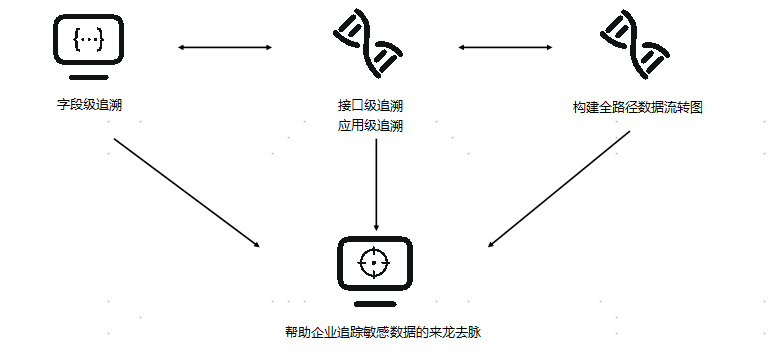 字段级追溯
接口级追溯
应用级追溯
构建全路径数据流转图
帮助企业追踪敏感数据的来龙去脉